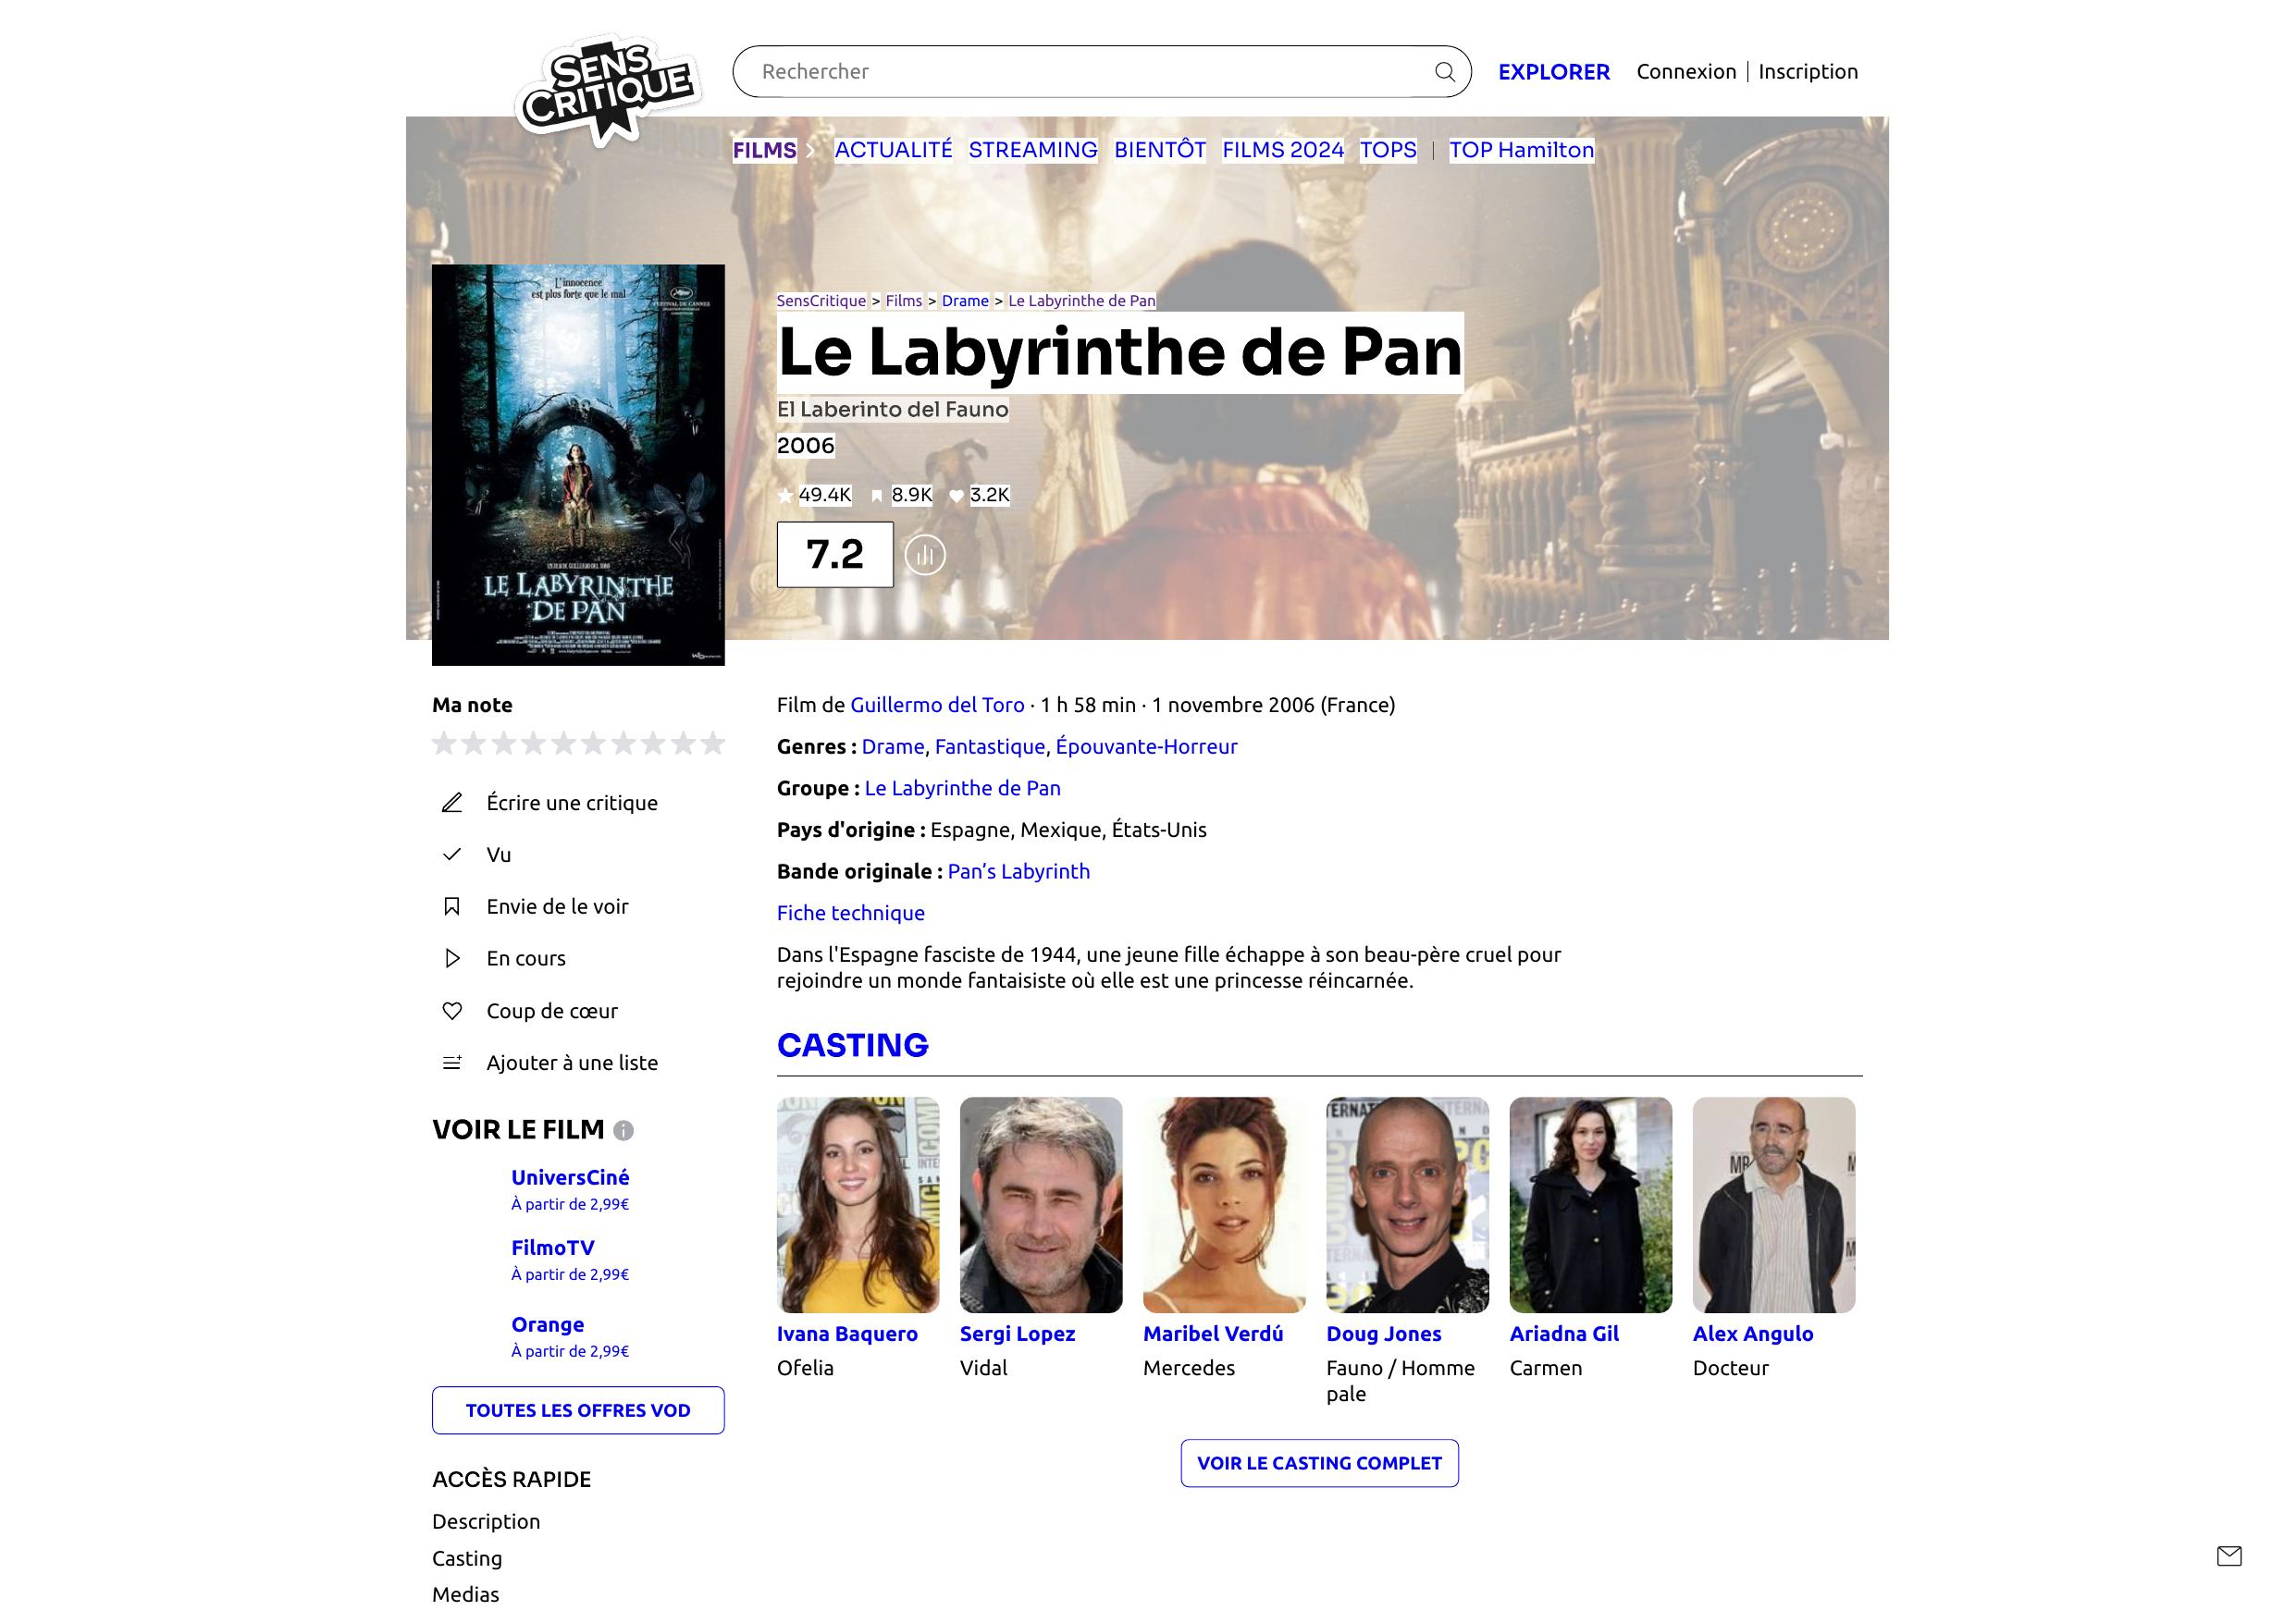 SENS
CRITIQUE
Rechercher
EXPLORER
Connexion | Inscription
FILMS
ACTUALITÉ
STREAMING
BIENTÔT
FILMS 2024
TOPS
|
TOP Hamilton
L'innocence
est plus forte que le mal
FESTIVAL DE CANNES
UN FILM DE GUILLERMO DEL TORO
LE LABYRINTHE
DE PAN
SensCritique > Films > Drame > Le Labyrinthe de Pan
Le Labyrinthe de Pan
El Laberinto del Fauno
2006
49.4K 8.9K 3.2K
7.2
Ma note
Écrire une critique
Vu
Envie de le voir
En cours
Coup de cœur
Ajouter à une liste
VOIR LE FILM
UniversCiné
À partir de 2,99€
FilmoTV
À partir de 2,99€
Orange
À partir de 2,99€
TOUTES LES OFFRES VOD
ACCÈS RAPIDE
Description
Casting
Medias
Film de Guillermo del Toro · 1 h 58 min · 1 novembre 2006 (France)
Genres : Drame, Fantastique, Épouvante-Horreur
Groupe : Le Labyrinthe de Pan
Pays d'origine : Espagne, Mexique, États-Unis
Bande originale : Pan’s Labyrinth
Fiche technique
Dans l'Espagne fasciste de 1944, une jeune fille échappe à son beau-père cruel pour
rejoindre un monde fantaisiste où elle est une princesse réincarnée.
CASTING
Ivana Baquero
Ofelia
Sergi Lopez
Vidal
Maribel Verdú
Mercedes
Doug Jones
Fauno / Homme
pale
Ariadna Gil
Carmen
Alex Angulo
Docteur
VOIR LE CASTING COMPLET